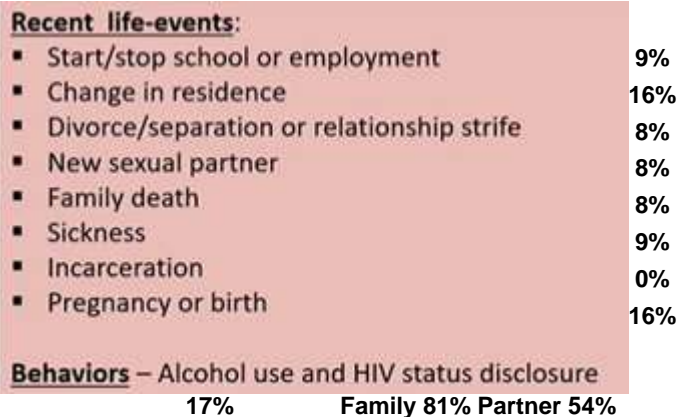 Recent life-events:
▪ Start/stop school or employment 9%
▪ Change in residence 16%
▪ Divorce/separation or relationship strife 8%
▪ New sexual partner 8%
▪ Family death 8%
▪ Sickness 9%
▪ Incarceration 0%
▪ Pregnancy or birth 16%
Behaviors – Alcohol use and HIV status disclosure
17% Family 81% Partner 54%